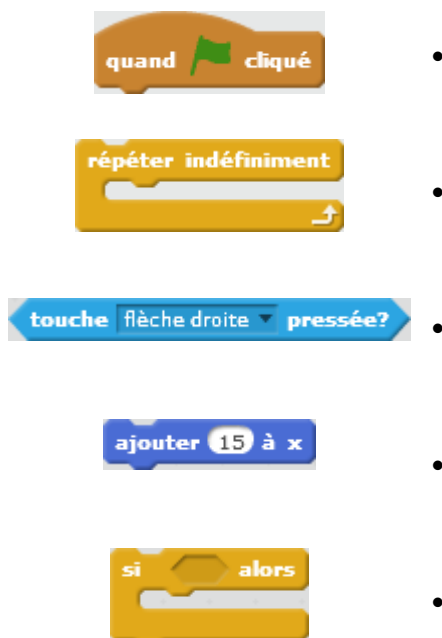 quand cliqué
répéter indéfiniment
touche flèche droite pressée?
ajouter 15 à x
si alors